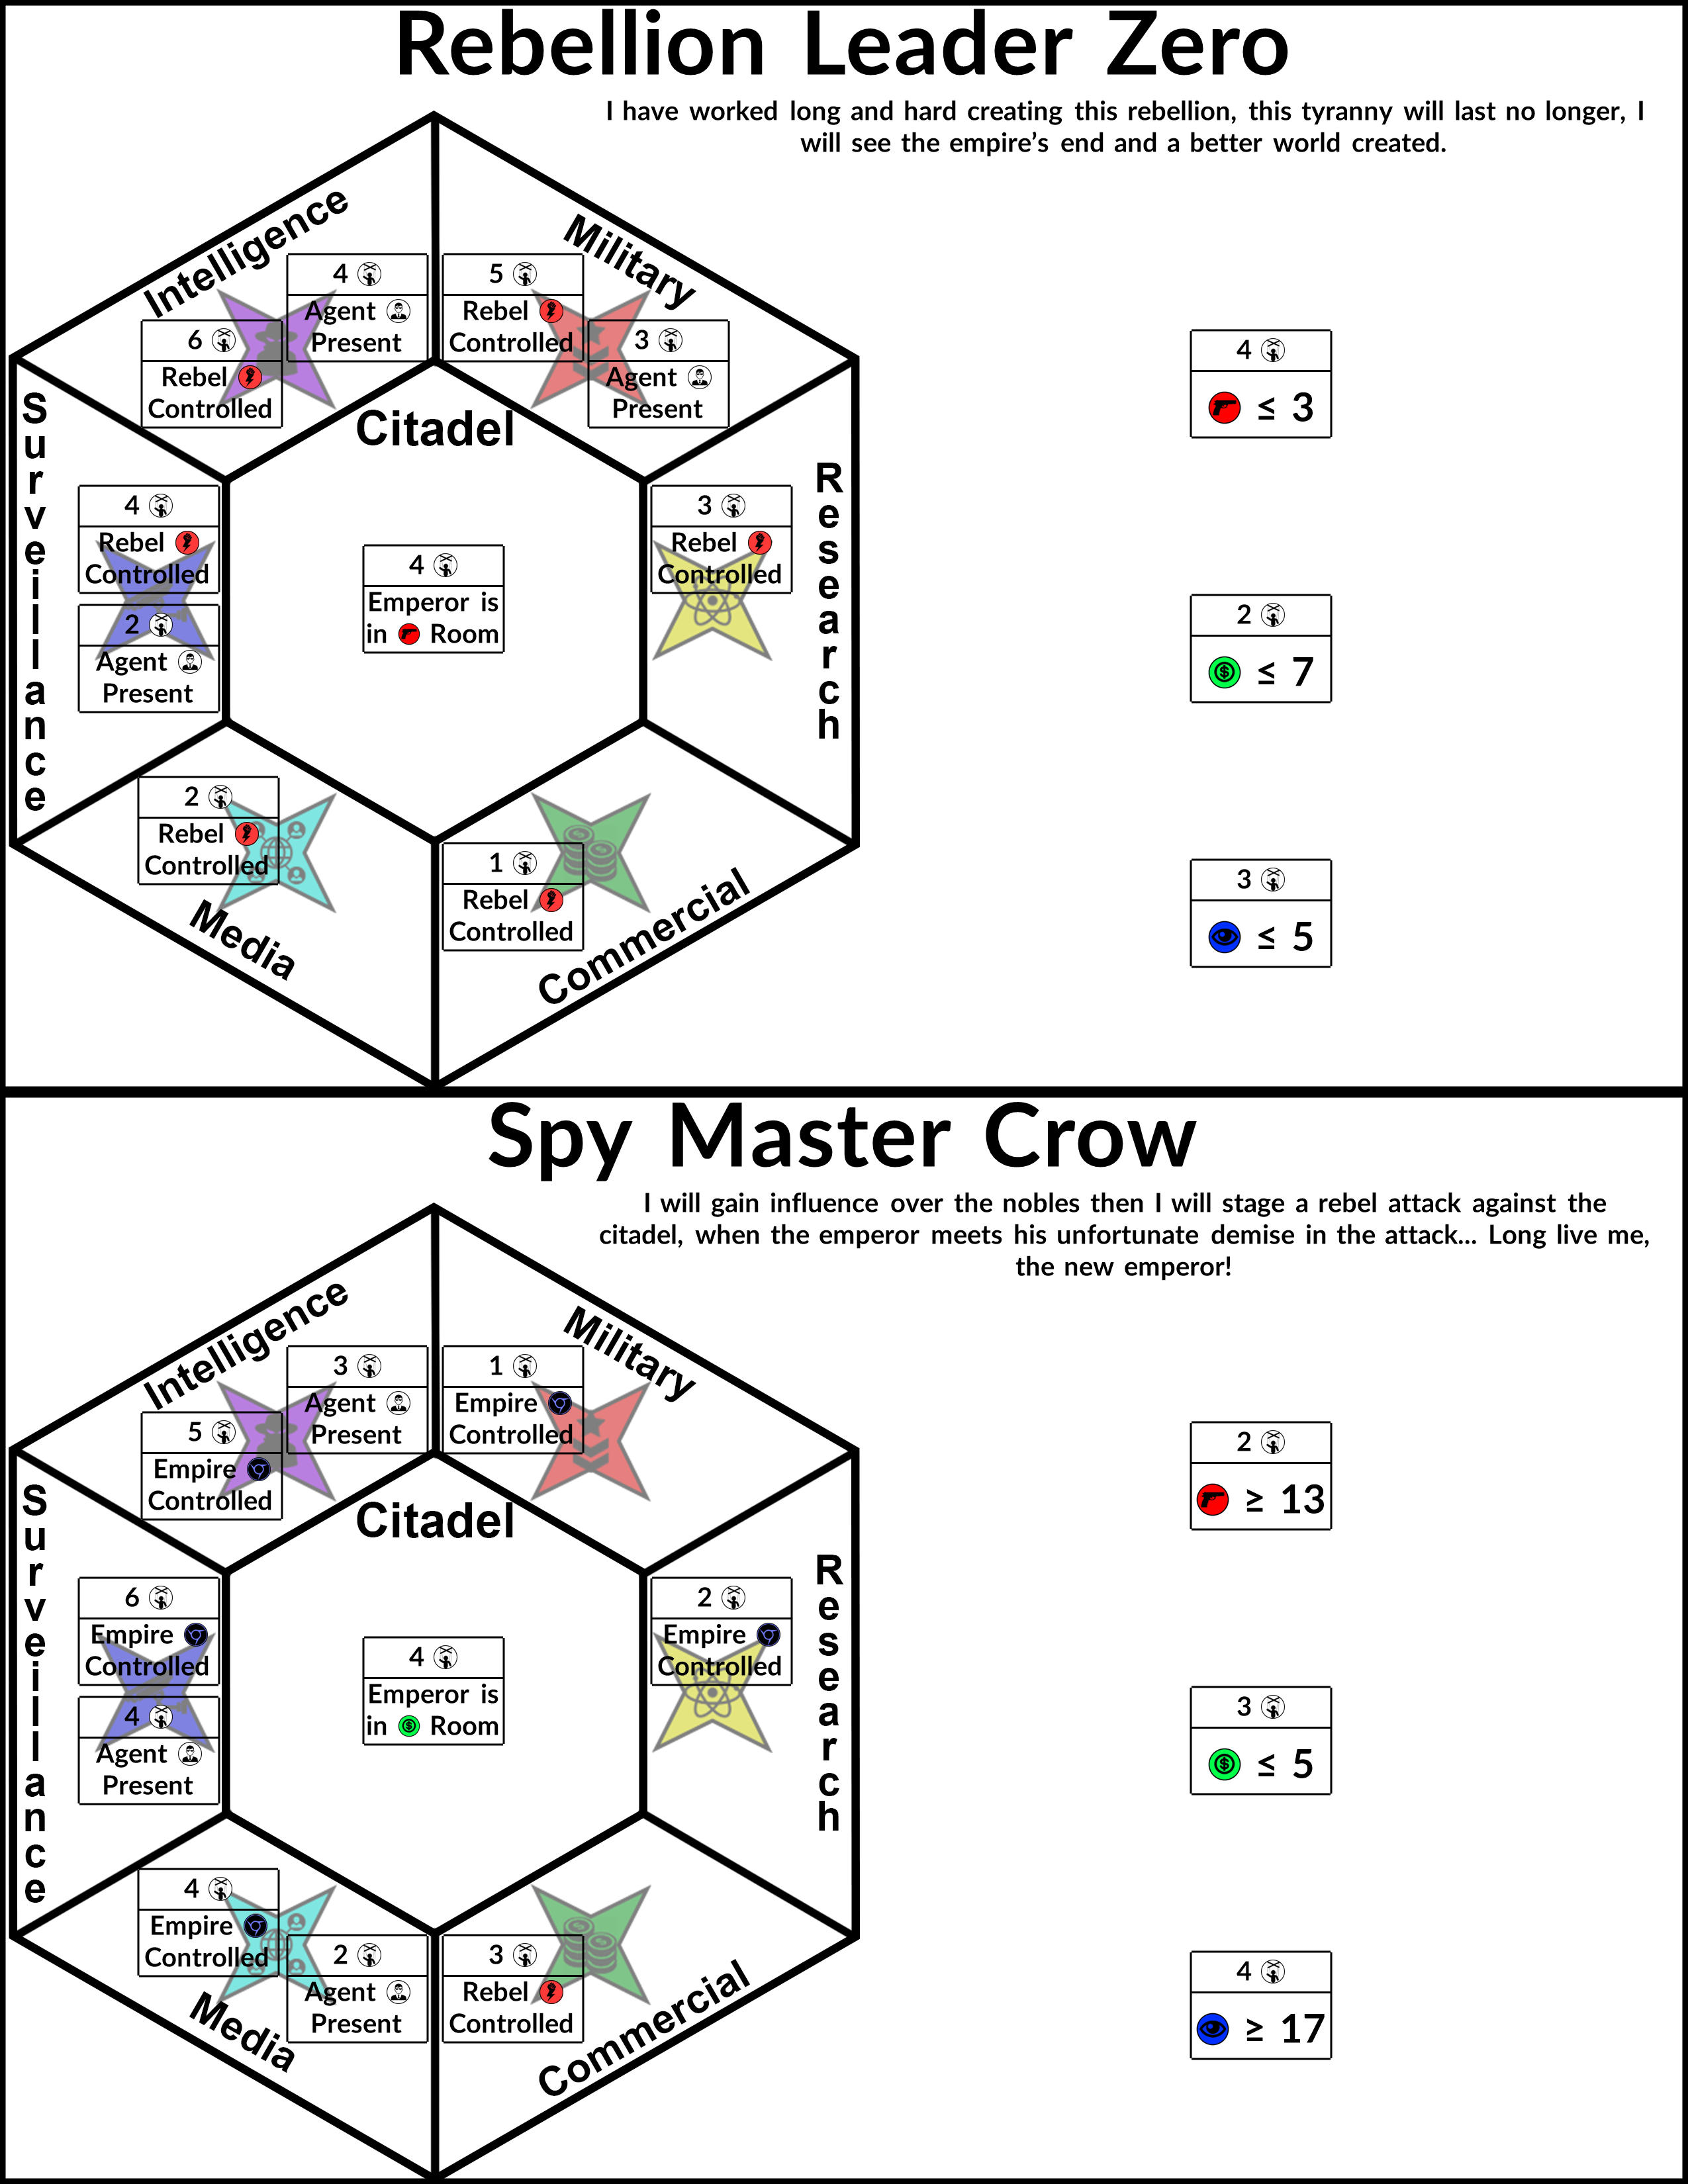 Rebellion Leader Zero
I have worked long and hard creating this rebellion, this tyranny will last no longer, I
will see the empire’s end and a better world created.
Intelligence
Military
4
Agent
Present
5
Rebel
Controlled
6
Rebel
Controlled
3
Agent
Present
4
≤ 3
Surveillance
Citadel
Research
4
Rebel
Controlled
2
Agent
Present
4
Emperor is
in Room
3
Rebel
Controlled
2
$ ≤ 7
2
Rebel
Controlled
Media
1
Rebel
Controlled
Commercial
3
≤ 5
Spy Master Crow
I will gain influence over the nobles then I will stage a rebel attack against the
citadel, when the emperor meets his unfortunate demise in the attack... Long live me,
the new emperor!
Intelligence
Military
3
Agent
Present
1
Empire
Controlled
5
Empire
Controlled
2
≥ 13
Surveillance
Citadel
Research
6
Empire
Controlled
4
Agent
Present
4
Emperor is
in $ Room
2
Empire
Controlled
3
$ ≤ 5
4
Empire
Controlled
2
Agent
Present
Media
3
Rebel
Controlled
Commercial
4
≥ 17